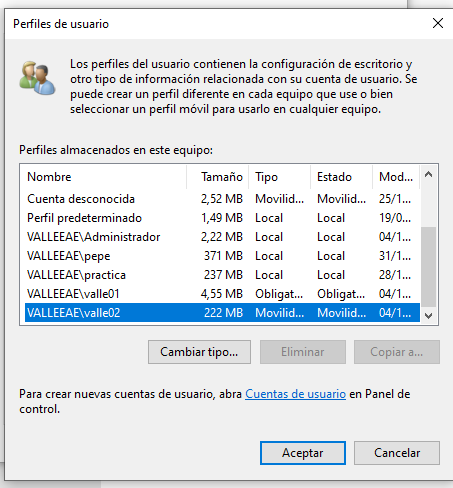 Perfiles de usuario
Los perfiles del usuario contienen la configuración de escritorio y
otro tipo de información relacionada con su cuenta de usuario. Se
puede crear un perfil diferente en cada equipo que use o bien
seleccionar un perfil móvil para usarlo en cualquier equipo.
Perfiles almacenados en este equipo:
Nombre Tamaño Tipo Estado Mod...
Cuenta desconocida 2,52 MB Movilid... Movilid... 25/1...
Perfil predeterminado 1,49 MB Local Local 19/0...
VALLEEAE\Administrador 2,22 MB Local Local 04/1...
VALLEEAE\pepe 371 MB Local Local 31/1...
VALLEEAE\practica 237 MB Local Local 28/1...
VALLEEAE\valle01 4,55 MB Obligat... Obligat... 04/1...
VALLEEAE\valle02 222 MB Movilid... Movilid... 04/1...
Cambiar tipo... Eliminar Copiar a...
Para crear nuevas cuentas de usuario, abra Cuentas de usuario en Panel de
control.
Aceptar Cancelar